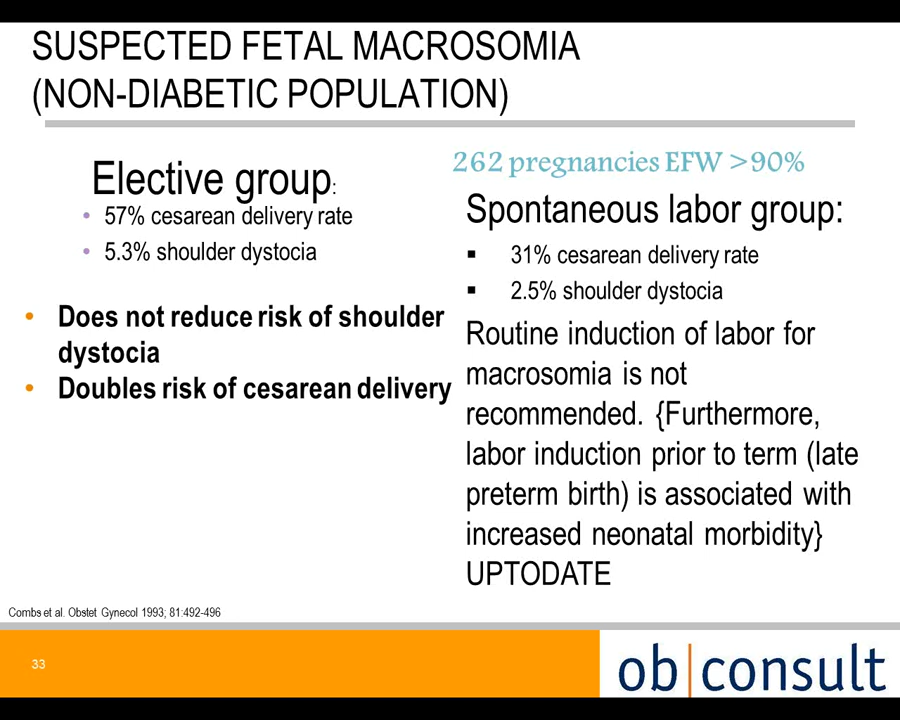 SUSPECTED FETAL MACROSOMIA
(NON-DIABETIC POPULATION)
Elective group:
• 57% cesarean delivery rate
• 5.3% shoulder dystocia
• Does not reduce risk of shoulder
dystocia
• Doubles risk of cesarean delivery
262 pregnancies EFW >90%
Spontaneous labor group:
▪ 31% cesarean delivery rate
▪ 2.5% shoulder dystocia
Routine induction of labor for
macrosomia is not
recommended. {Furthermore,
labor induction prior to term (late
preterm birth) is associated with
increased neonatal morbidity}
UPTODATE
Combs et al. Obstet Gynecol 1993; 81:492-496
33
ob|consult